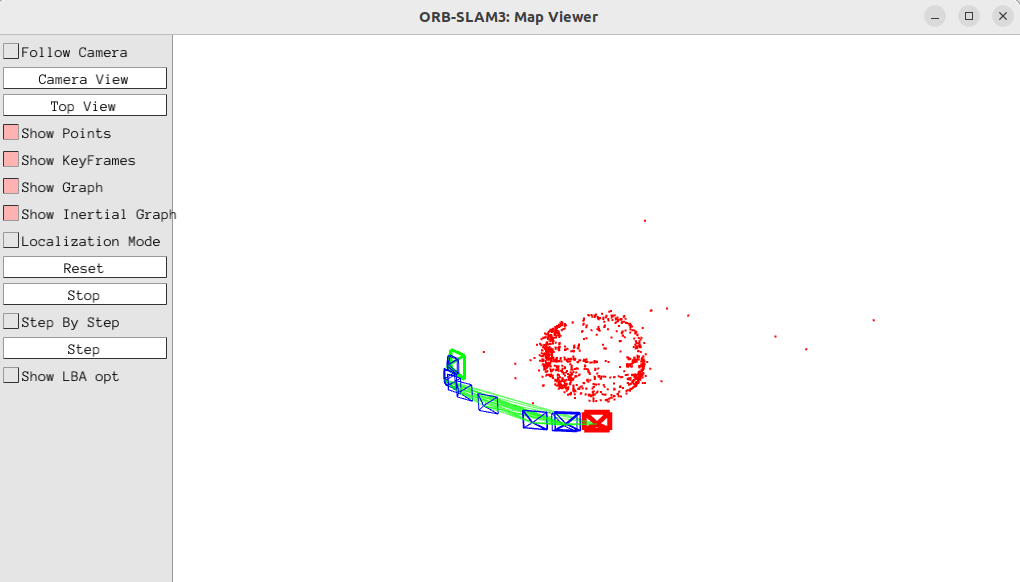 ORB-SLAM3: Map Viewer
Follow Camera
Camera View
Top View
Show Points
Show KeyFrames
Show Graph
Show Inertial Graph
Localization Mode
Reset
Stop
Step By Step
Step
Show LBA opt